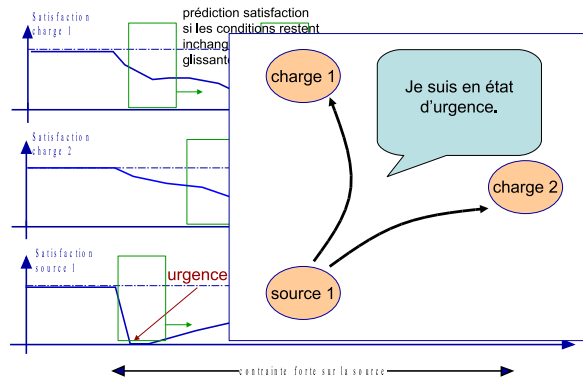 Satisfaction
charge 1
prédiction satisfaction
si les conditions restent
inchang
glissante
charge 1
Je suis en état
d'urgence.
Satisfaction
charge 2
charge 2
Satisfaction
source 1
urgence
source 1
contrainte forte sur la source